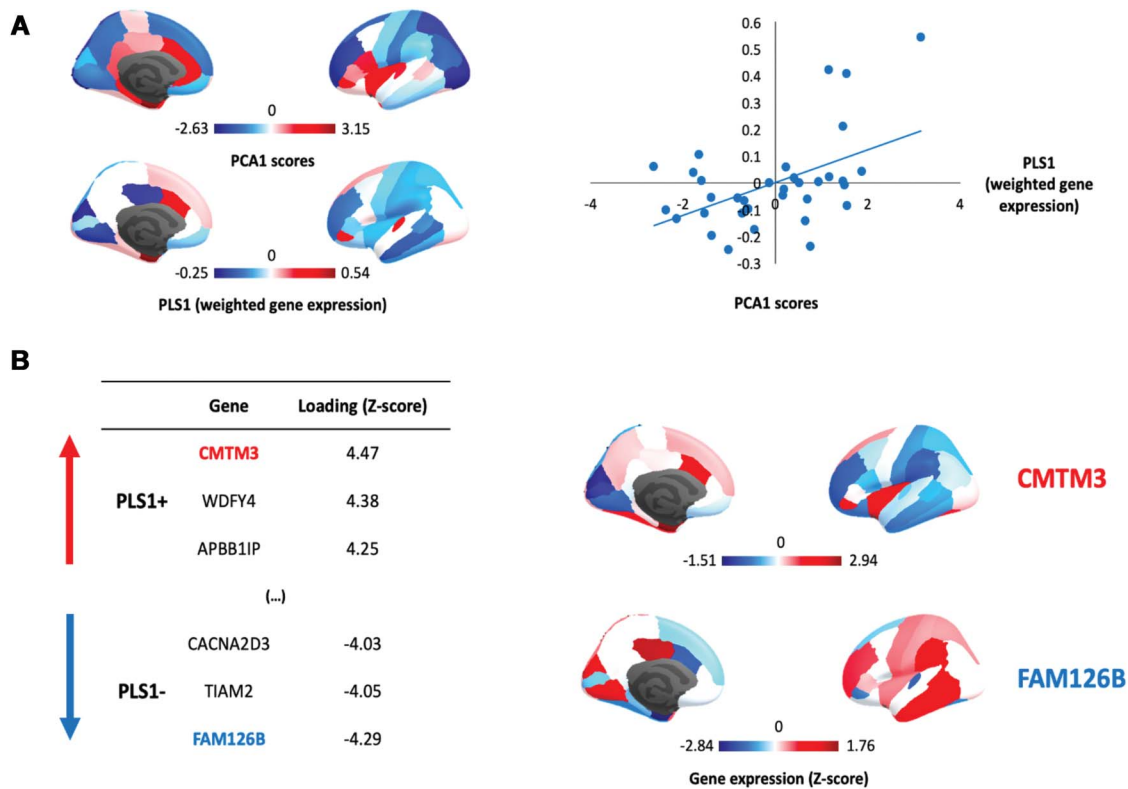 A
0
-2.63 3.15
PCA1 scores
0
-0.25 0.54
PLS1 (weighted gene expression)
0.6
0.5
0.4
0.3
0.2
0.1
0
-0.1
-0.2
-0.3
-4 -2 0 2 4
PCA1 scores
PLS1
(weighted gene
expression)
B
Gene Loading (Z-score)
CMTM3 4.47
PLS1+ WDFY4 4.38
APBB1IP 4.25
(...)
CACNA2D3 -4.03
PLS1- TIAM2 -4.05
FAM126B -4.29
CMTM3
0
-1.51 2.94
FAM126B
0
-2.84 1.76
Gene expression (Z-score)